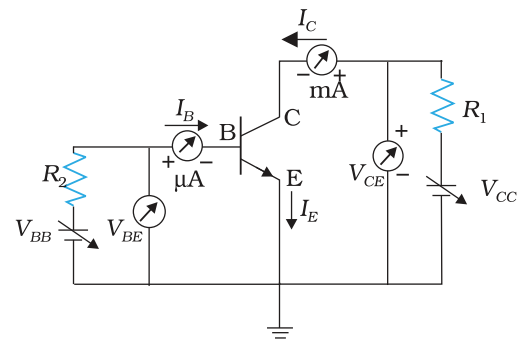 I_C
− +
mA
I_B
B
C
R_1
+ −
µA
R_2
E
+
V_CE
−
V_CC
V_BB
V_BE
I_E